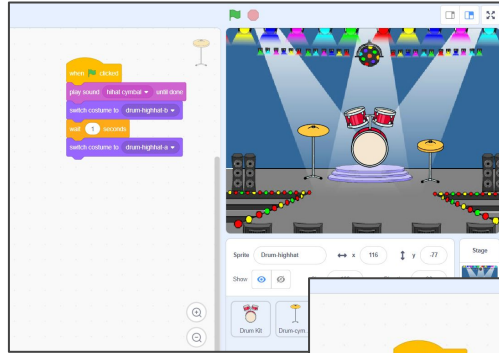 when clicked
play sound hihat cymbal until done
switch costume to drum-highhat-b
wait 1 seconds
switch costume to drum-highhat-a
Sprite Drum-highhat x 116 y -77
Show
Stage
Drum Kit Drum-cym